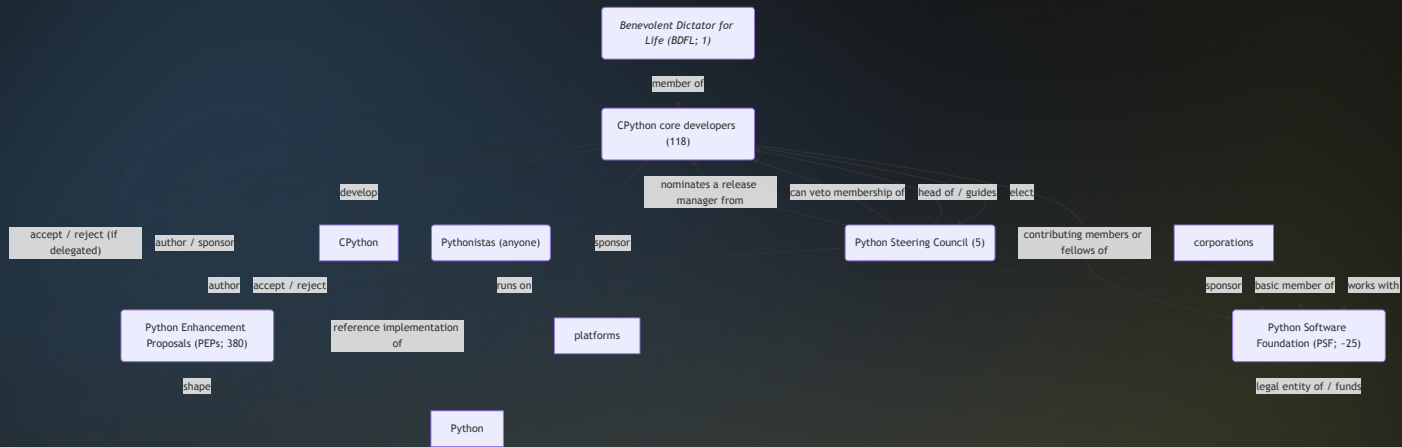 Benevolent Dictator for
Life (BDFL; 1)
member of
CPython core developers
(118)
develop
nominates a release
manager from
can veto membership of
head of / guides
elect
accept / reject (if
delegated)
author / sponsor
CPython
Pythonistas (anyone)
sponsor
Python Steering Council (5)
contributing members or
fellows of
corporations
author
accept / reject
runs on
sponsor
basic member of
works with
Python Enhancement
Proposals (PEPs; 380)
reference implementation
of
platforms
Python Software
Foundation (PSF; ~25)
shape
legal entity of / funds
Python